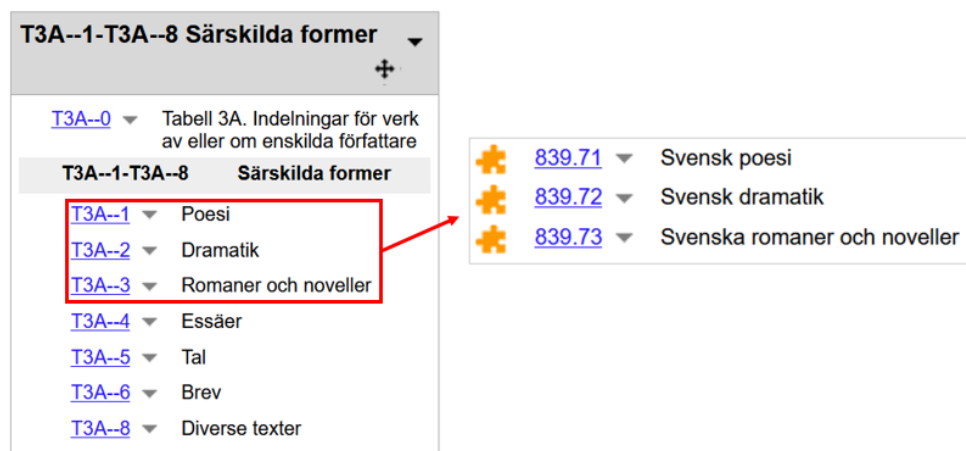 T3A--1-T3A--8 Särskilda former
T3A--0 Tabell 3A. Indelningar för verk
av eller om enskilda författare
T3A--1-T3A--8 Särskilda former
T3A--1 Poesi
T3A--2 Dramatik
T3A--3 Romaner och noveller
T3A--4 Essäer
T3A--5 Tal
T3A--6 Brev
T3A--8 Diverse texter
839.71 Svensk poesi
839.72 Svensk dramatik
839.73 Svenska romaner och noveller